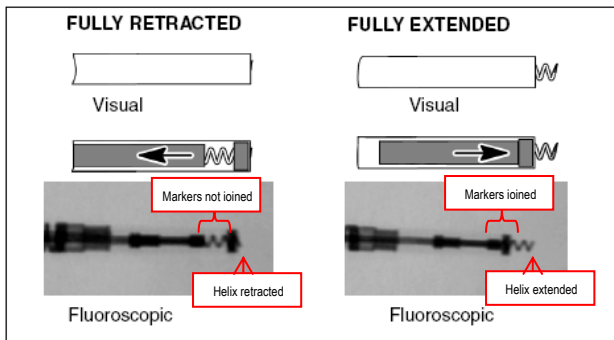 FULLY RETRACTED
FULLY EXTENDED
Visual
Visual
Markers not ioined
Markers ioined
Helix retracted
Helix extended
Fluoroscopic
Fluoroscopic